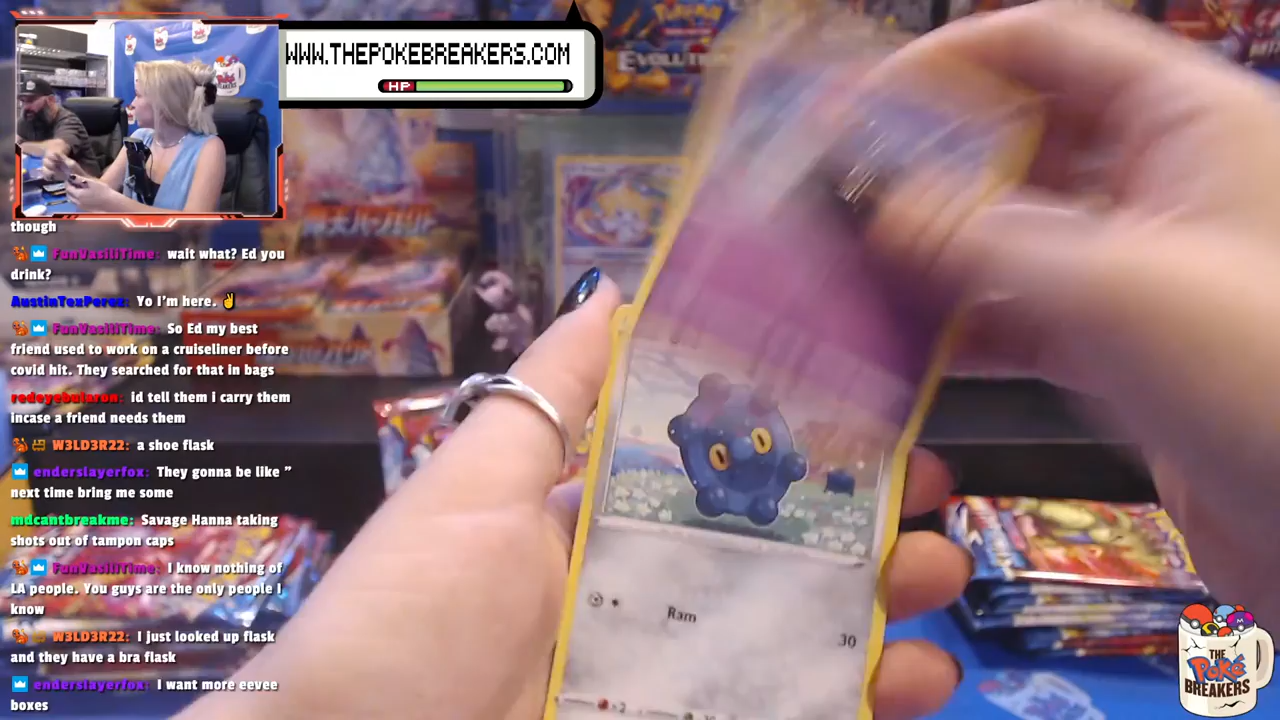 WWW.THEPOKEBREAKERS.COM
HP
though
FunVasiliTime: wait what? Ed you
drink?
AustinTexPerez: Yo I'm here. ✌
FunVasiliTime: So Ed my best
friend used to work on a cruiseliner before
covid hit. They searched for that in bags
redeyebularon: id tell them i carry them
incase a friend needs them
W3LD3R22: a shoe flask
enderslayerfox: They gonna be like "
next time bring me some
mdcantbreakme: Savage Hanna taking
shots out of tampon caps
FunVasiliTime: I know nothing of
LA people. You guys are the only people I
know
W3LD3R22: I just looked up flask
and they have a bra flask
enderslayerfox: I want more eevee
boxes
Ram
30
×2
THE
Poké
BREAKERS